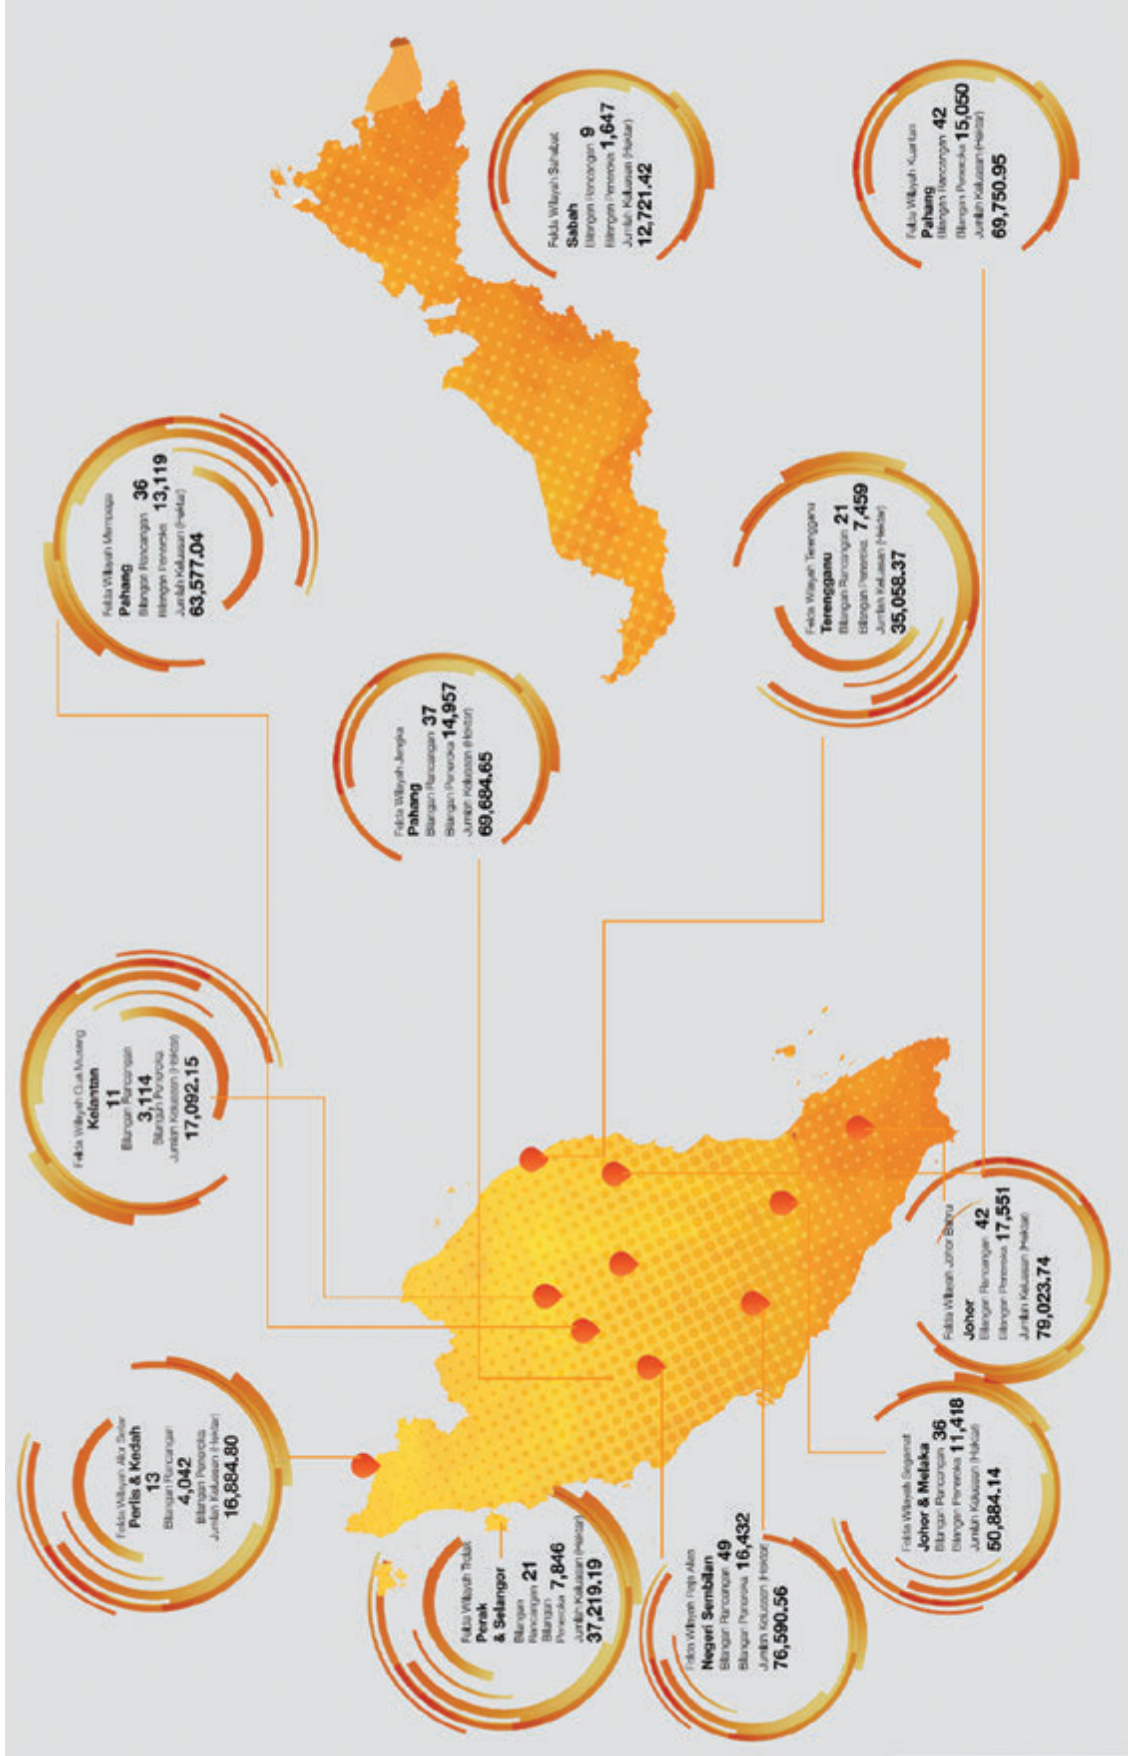 Felda Wilayah Alor Setar
Perlis & Kedah
13
Bilangan Rancangan
4,042
Bilangan Peneroka
Jumlah Keluasan (Hektar)
16,884.80
Felda Wilayah Gua Musang
Kelantan
11
Bilangan Rancangan
3,114
Bilangan Peneroka
Jumlah Keluasan (Hektar)
17,092.15
Felda Wilayah Mempaga
Pahang
Bilangan Rancangan 36
Bilangan Peneroka 13,119
Jumlah Keluasan (Hektar)
63,577.04
Felda Wilayah Jengka
Pahang
Bilangan Rancangan 37
Bilangan Peneroka 14,957
Jumlah Keluasan (Hektar)
69,684.65
Felda Wilayah Trolak
Perak
& Selangor
Bilangan
Rancangan 21
Bilangan
Peneroka 7,846
Jumlah Keluasan (Hektar)
37,219.19
Felda Wilayah Sahabat
Sabah
Bilangan Rancangan 9
Bilangan Peneroka 1,647
Jumlah Keluasan (Hektar)
12,721.42
Felda Wilayah Raja Alias
Negeri Sembilan
Bilangan Rancangan 49
Bilangan Peneroka 16,432
Jumlah Keluasan (Hektar)
76,590.56
Felda Wilayah Terengganu
Terengganu
Bilangan Rancangan 21
Bilangan Peneroka 7,459
Jumlah Keluasan (Hektar)
35,058.37
Felda Wilayah Segamat
Johor & Melaka
Bilangan Rancangan 36
Bilangan Peneroka 11,418
Jumlah Keluasan (Hektar)
50,884.14
Felda Wilayah Johor Bahru
Johor
Bilangan Rancangan 42
Bilangan Peneroka 17,551
Jumlah Keluasan (Hektar)
79,023.74
Felda Wilayah Kuantan
Pahang
Bilangan Rancangan 42
Bilangan Peneroka 15,050
Jumlah Keluasan (Hektar)
69,750.95